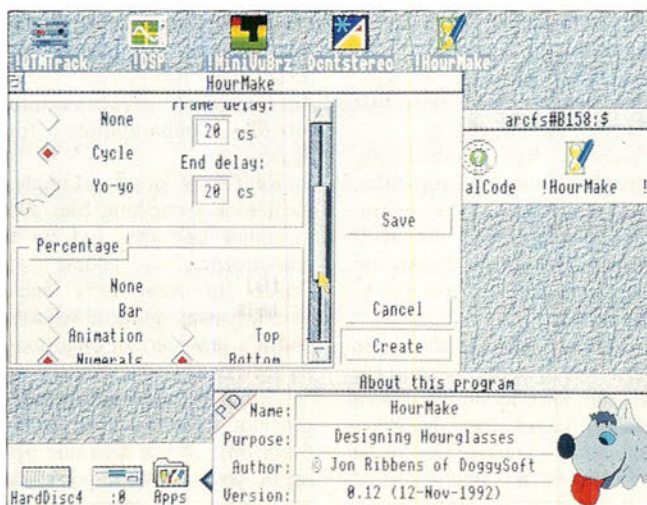 !QTMTrack !DSP !MiniVuBrz Dcntstereo !HourMake
HourMake
Frame delay:
None
20 cs
Cycle
End delay:
Yo-yo
20 cs
Percentage
None
Bar
Animation
Top
Numerals
Bottom
Save
Cancel
Create
arcfs#B158:$
alCode !HourMake !
About this program
PD
Name: HourMake
Purpose: Designing Hourglasses
Author: © Jon Ribbens of DoggySoft
Version: 0.12 (12-Nov-1992)
HardDisc4 :0 Apps